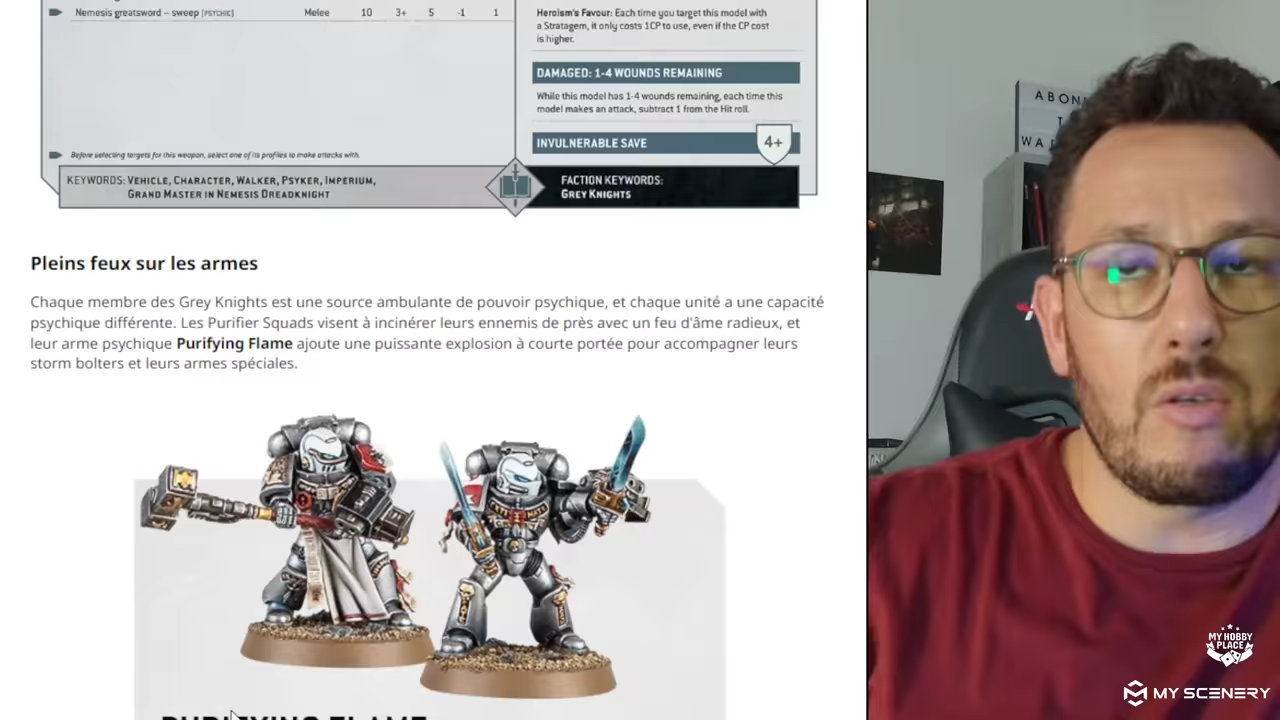 Nemesis greatsword – sweep [PSYCHIC] Melee 10 3+ 5 -1 1
Heroism's Favour: Each time you target this model with
a Stratagem, it only costs 1CP to use, even if the CP cost
is higher.
DAMAGED: 1-4 WOUNDS REMAINING
While this model has 1-4 wounds remaining, each time this
model makes an attack, subtract 1 from the Hit roll.
INVULNERABLE SAVE 4+
Before selecting targets for this weapon, select one of its profiles to make attacks with.
KEYWORDS: VEHICLE, CHARACTER, WALKER, PSYKER, IMPERIUM,
GRAND MASTER IN NEMESIS DREADKNIGHT
FACTION KEYWORDS:
GREY KNIGHTS
Pleins feux sur les armes
Chaque membre des Grey Knights est une source ambulante de pouvoir psychique, et chaque unité a une capacité
psychique différente. Les Purifier Squads visent à incinérer leurs ennemis de près avec un feu d'âme radieux, et
leur arme psychique Purifying Flame ajoute une puissante explosion à courte portée pour accompagner leurs
storm bolters et leurs armes spéciales.
PURIFYING FLAME
ABON
T
WA
MY HOBBY
PLACE
MY SCENERY